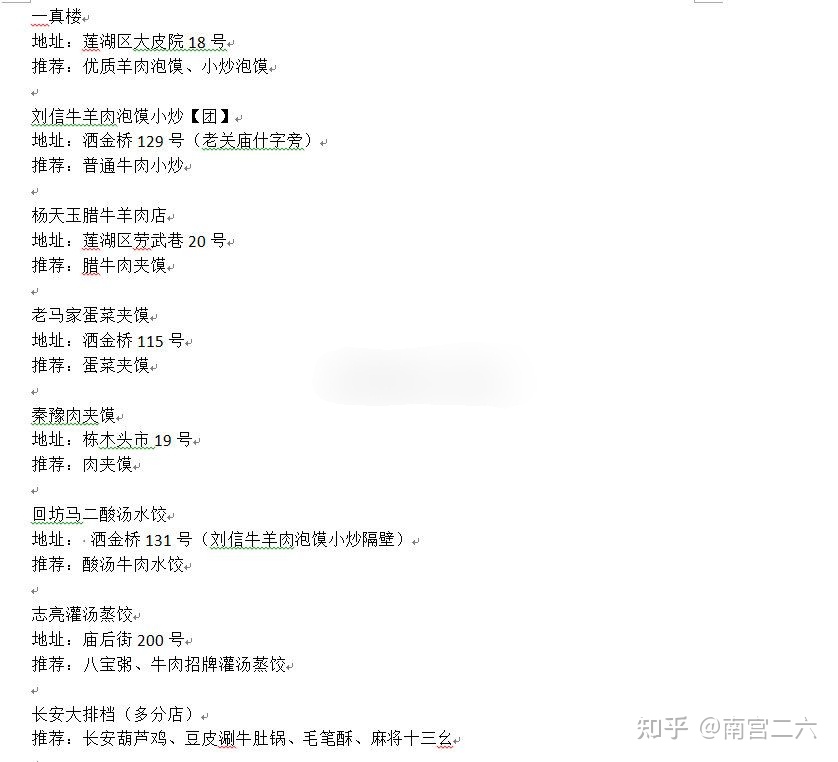 一真楼
地址：莲湖区大皮院 18 号
推荐：优质羊肉泡馍、小炒泡馍
刘信牛羊肉泡馍小炒【团】
地址：洒金桥 129 号（老关庙什字旁）
推荐：普通牛肉小炒
杨天玉腊牛羊肉店
地址：莲湖区劳武巷 20 号
推荐：腊牛肉夹馍
老马家蛋菜夹馍
地址：洒金桥 115 号
推荐：蛋菜夹馍
秦豫肉夹馍
地址：栋木头市 19 号
推荐：肉夹馍
回坊马二酸汤水饺
地址： 洒金桥 131 号（刘信牛羊肉泡馍小炒隔壁）
推荐：酸汤牛肉水饺
志亮灌汤蒸饺
地址：庙后街 200 号
推荐：八宝粥、牛肉招牌灌汤蒸饺
长安大排档（多分店）
推荐：长安葫芦鸡、豆皮涮牛肚锅、毛笔酥、麻将十三幺
知乎 @南宫二六